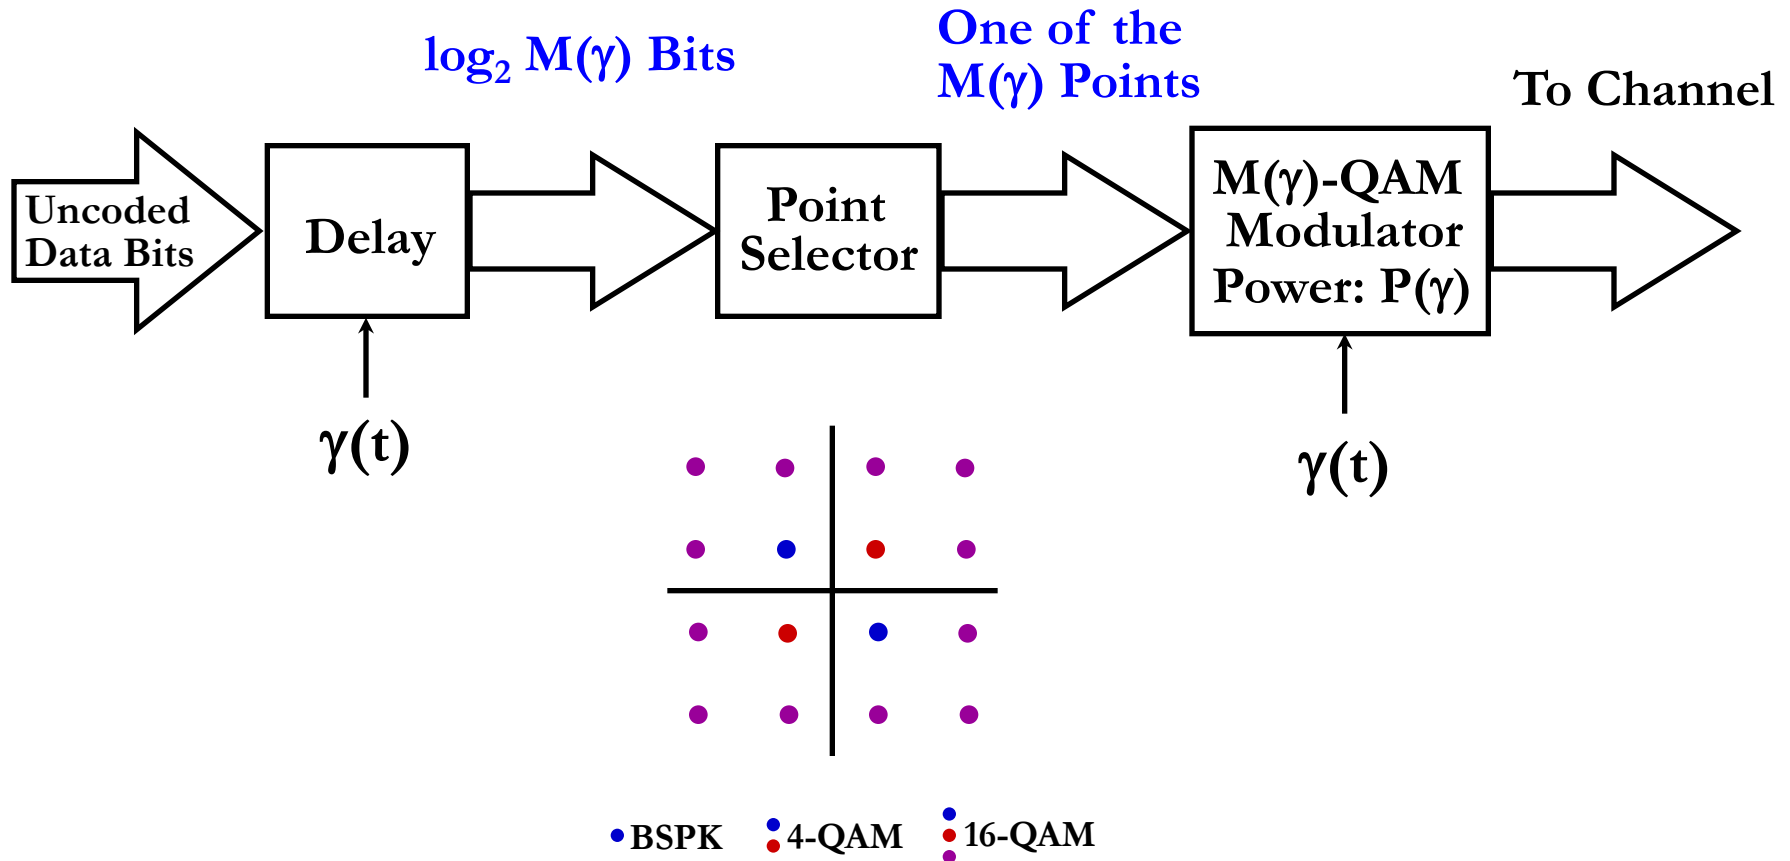 log₂ M(γ) Bits
One of the
M(γ) Points
To Channel
Uncoded
Data Bits
Delay
Point
Selector
M(γ)-QAM
Modulator
Power: P(γ)
γ(t)
γ(t)
BSPK
4-QAM
16-QAM